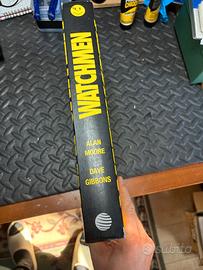 WATCHMEN
ALAN
MOORE
DAVE
GIBBONS
subito